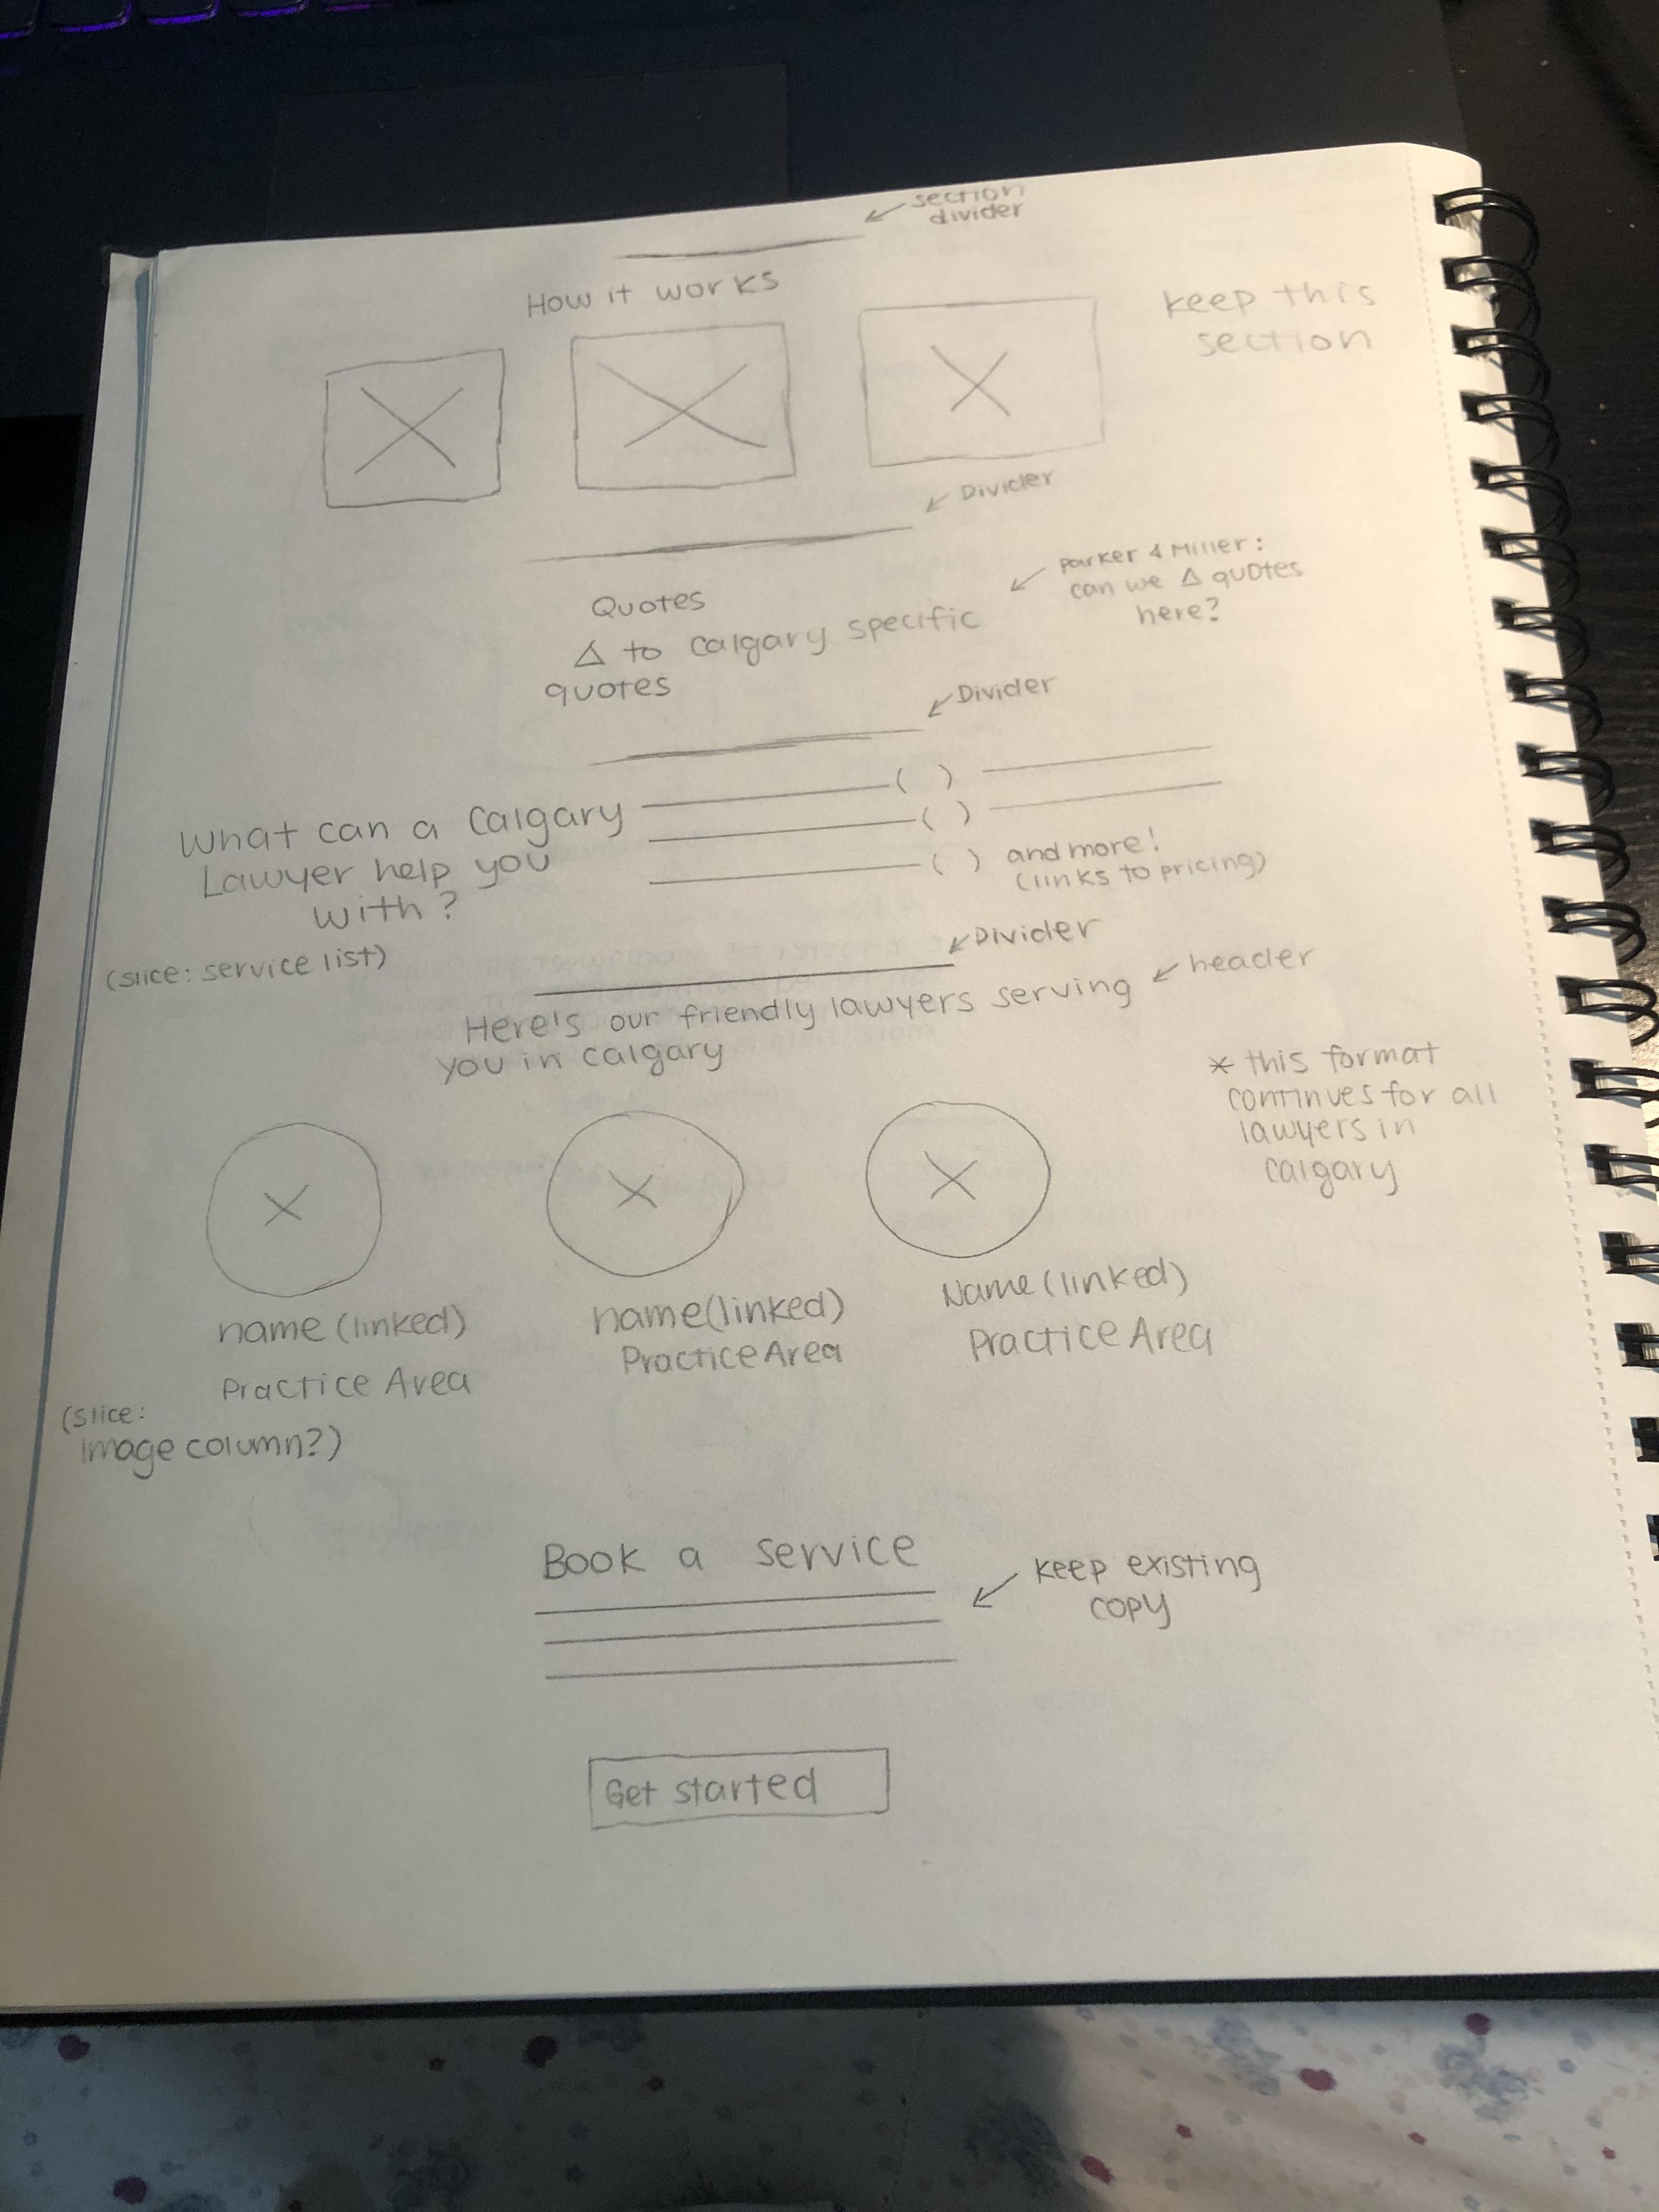 section
divider
How it works
keep this
section
Divider
Quotes
Δ to Calgary specific
quotes
Parker & Miller:
can we Δ quotes
here?
Divider
What can a Calgary
Lawyer help you
with?
(slice: service list)
( )
( )
( ) and more!
(links to pricing)
Divider
header
Here's our friendly lawyers serving
you in Calgary
* this format
continues for all
lawyers in
Calgary
name (linked)
Practice Area
name (linked)
Practice Area
Name (linked)
Practice Area
(slice:
Image column?)
Book a service
keep existing
copy
Get started